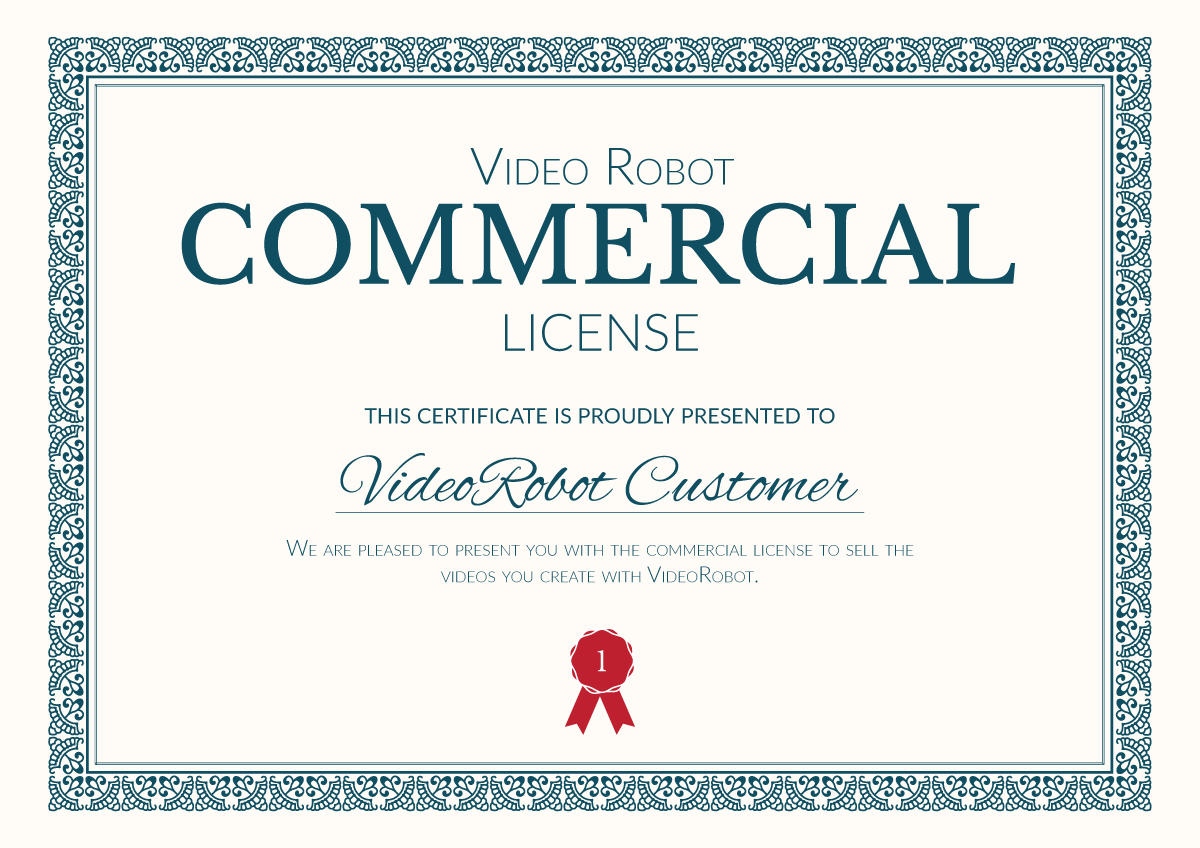 Video Robot
COMMERCIAL
LICENSE
THIS CERTIFICATE IS PROUDLY PRESENTED TO
VideoRobot Customer
We are pleased to present you with the commercial license to sell the
videos you create with VideoRobot.
1